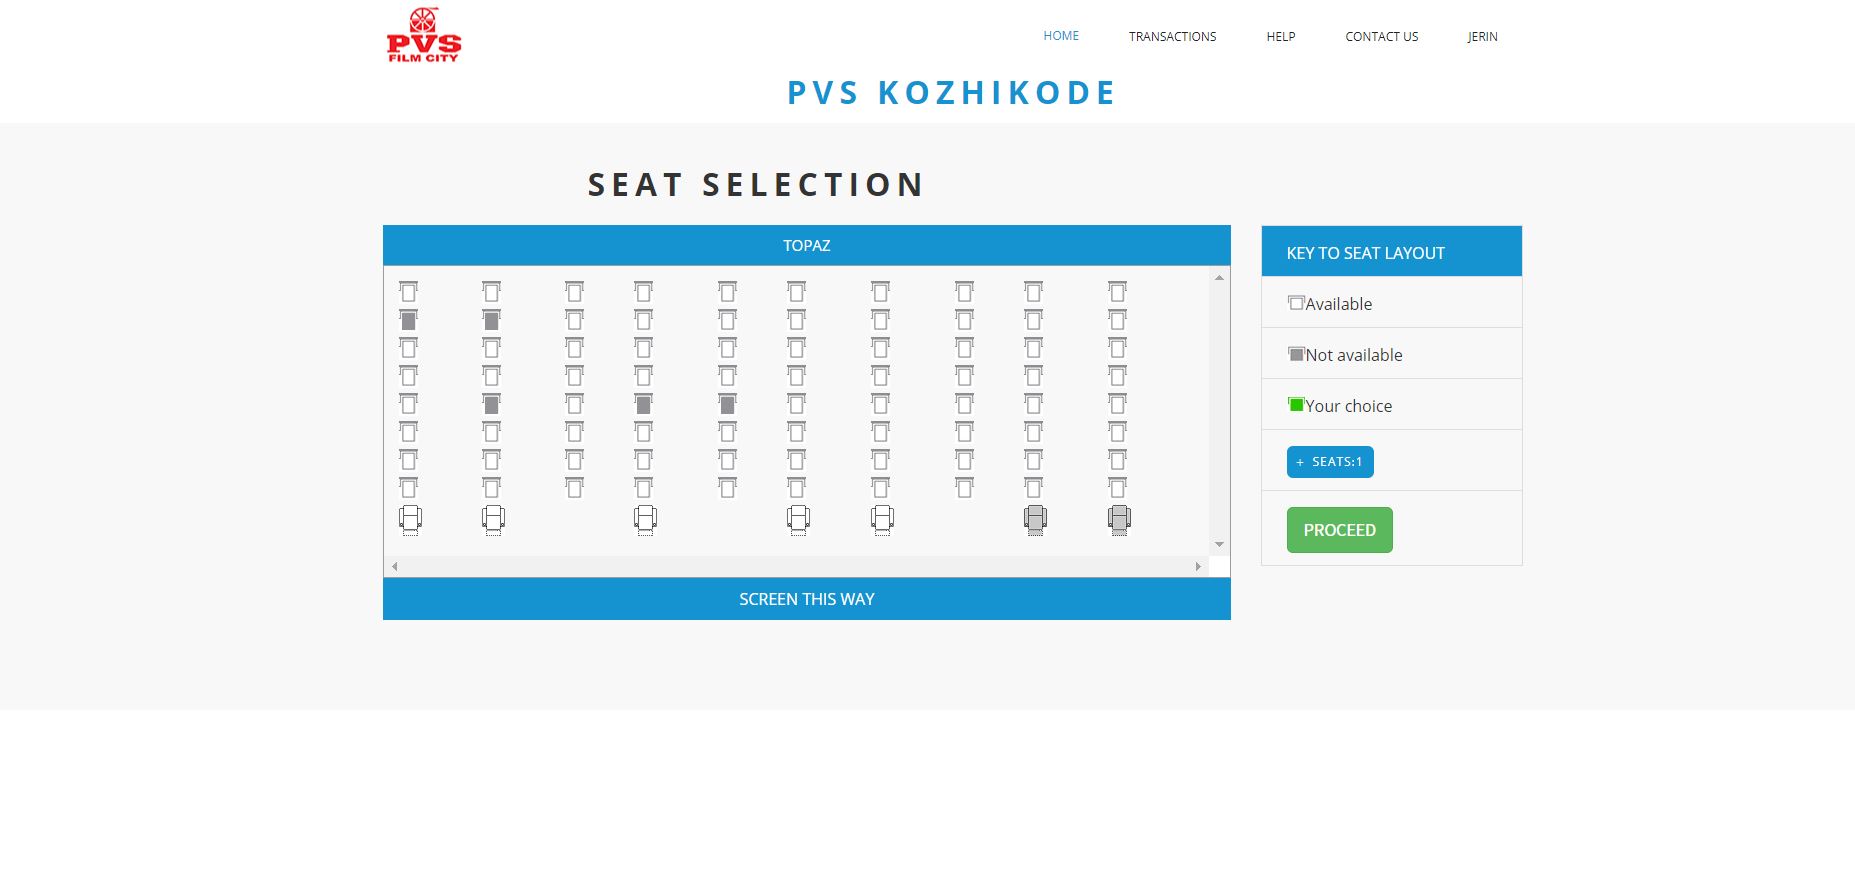 PVS
FILM CITY
HOME
TRANSACTIONS
HELP
CONTACT US
JERIN
PVS KOZHIKODE
SEAT SELECTION
TOPAZ
SCREEN THIS WAY
KEY TO SEAT LAYOUT
Available
Not available
Your choice
+ SEATS:1
PROCEED